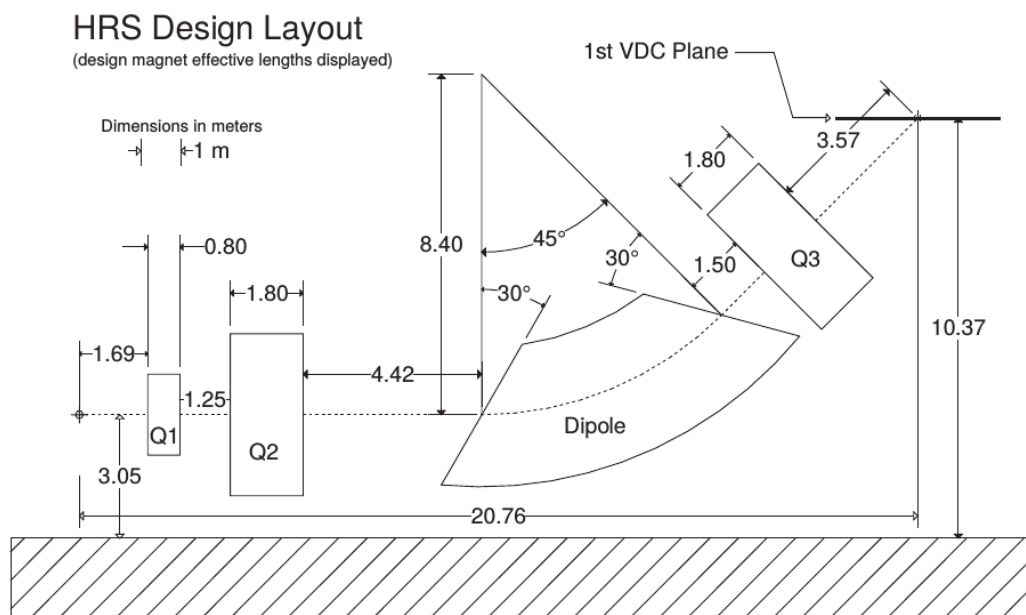 HRS Design Layout
(design magnet effective lengths displayed)
1st VDC Plane
Dimensions in meters
1 m
3.57
1.80
0.80
8.40
45°
30°
1.50
Q3
1.80
30°
10.37
1.69
4.42
1.25
Q1
Q2
Dipole
3.05
20.76